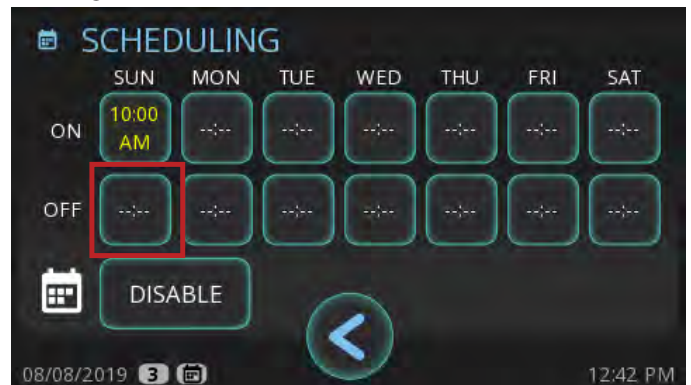 SCHEDULING
SUN MON TUE WED THU FRI SAT
ON 10:00 AM --:-- --:-- --:-- --:-- --:-- --:--
OFF --:-- --:-- --:-- --:-- --:-- --:-- --:--
DISABLE
08/08/2019 3 12:42 PM